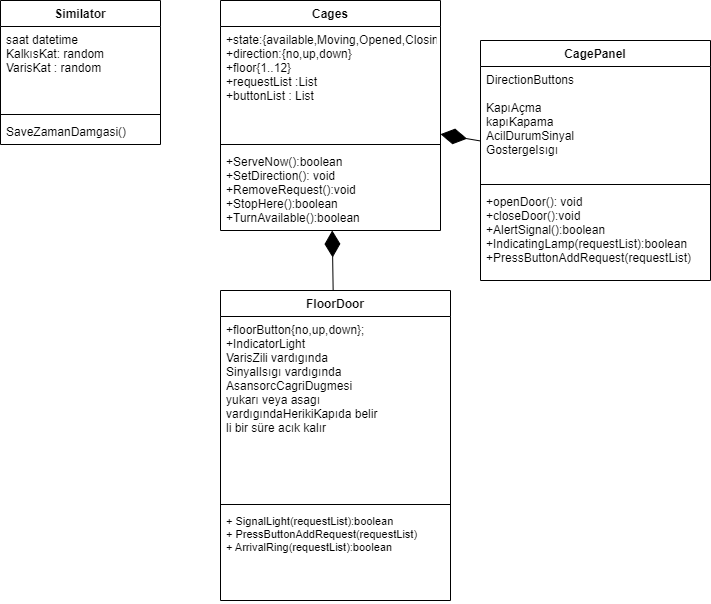 Similator
saat datetime
KalkısKat: random
VarisKat : random
SaveZamanDamgasi()
Cages
+state:{available,Moving,Opened,Closin
+direction:{no,up,down}
+floor{1..12}
+requestList :List
+buttonList : List
+ServeNow():boolean
+SetDirection(): void
+RemoveRequest():void
+StopHere():boolean
+TurnAvailable():boolean
CagePanel
DirectionButtons
KapıAçma
kapıKapama
AcilDurumSinyal
GostergeIsıgı
+openDoor(): void
+closeDoor():void
+AlertSignal():boolean
+IndicatingLamp(requestList):boolean
+PressButtonAddRequest(requestList)
FloorDoor
+floorButton{no,up,down};
+IndicatorLight
VarisZili vardıgında
SinyalIsıgı vardıgında
AsansorcCagriDugmesi
yukarı veya asagı
vardıgındaHerikiKapıda belir
li bir süre acık kalır
+ SignalLight(requestList):boolean
+ PressButtonAddRequest(requestList)
+ ArrivalRing(requestList):boolean